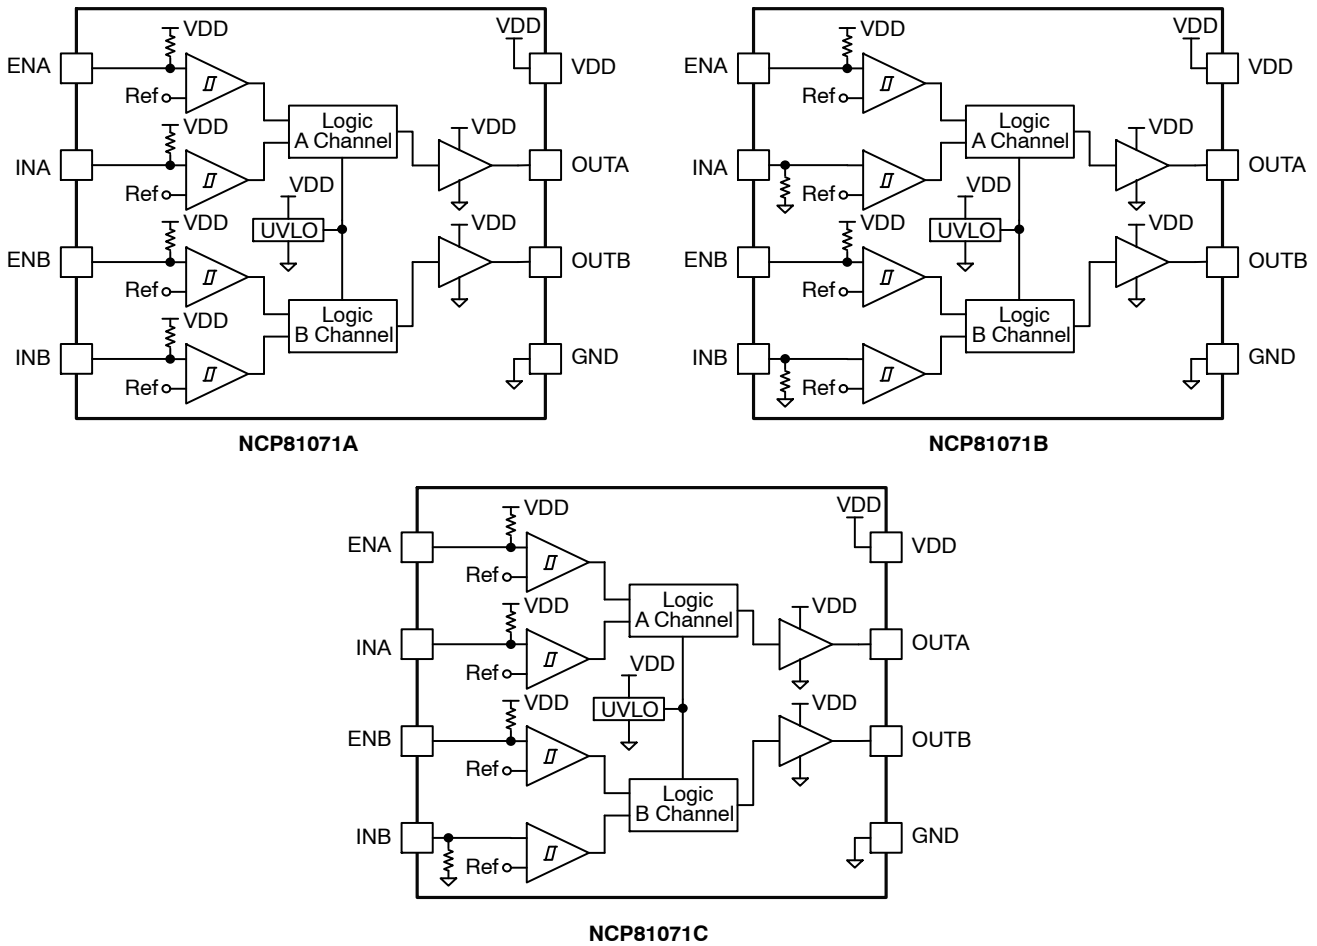 VDD
ENA
Ref
VDD
INA
Ref
VDD
ENB
Ref
VDD
INB
Ref
Logic
A Channel
VDD
UVLO
Logic
B Channel
VDD
VDD
VDD
VDD
OUTA
OUTB
GND
NCP81071A
VDD
ENA
Ref
INA
Ref
VDD
ENB
Ref
INB
Ref
Logic
A Channel
VDD
UVLO
Logic
B Channel
VDD
VDD
VDD
VDD
OUTA
OUTB
GND
NCP81071B
VDD
ENA
Ref
VDD
INA
Ref
VDD
ENB
Ref
INB
Ref
Logic
A Channel
VDD
UVLO
Logic
B Channel
VDD
VDD
VDD
VDD
OUTA
OUTB
GND
NCP81071C